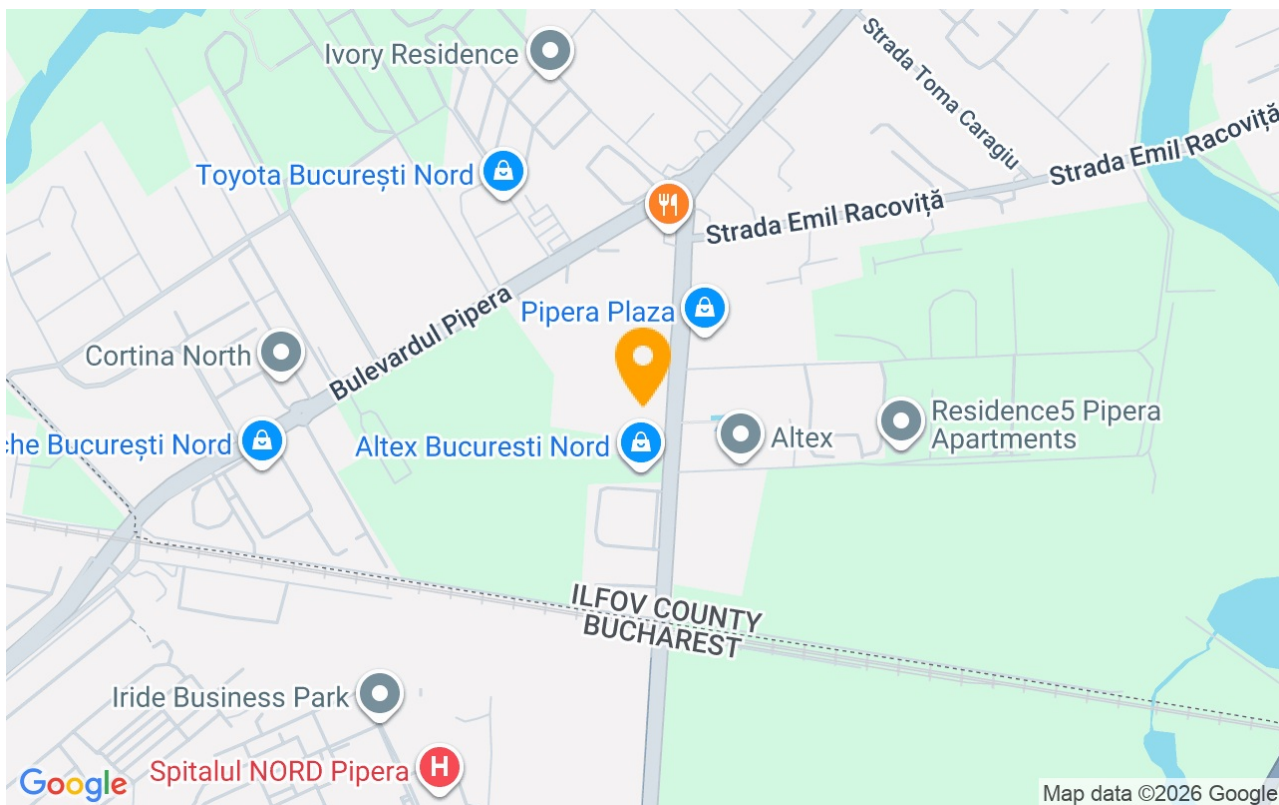 Ivory Residence
Strada Toma Caragiu
Strada Emil Racoviță
Toyota București Nord
Strada Emil Racoviță
Bulevardul Pipera
Pipera Plaza
Cortina North
che București Nord
Altex Bucuresti Nord
Altex
Residence5 Pipera
Apartments
ILFOV COUNTY
BUCHAREST
Iride Business Park
Spitalul NORD Pipera
H
Google
Map data ©2026 Google